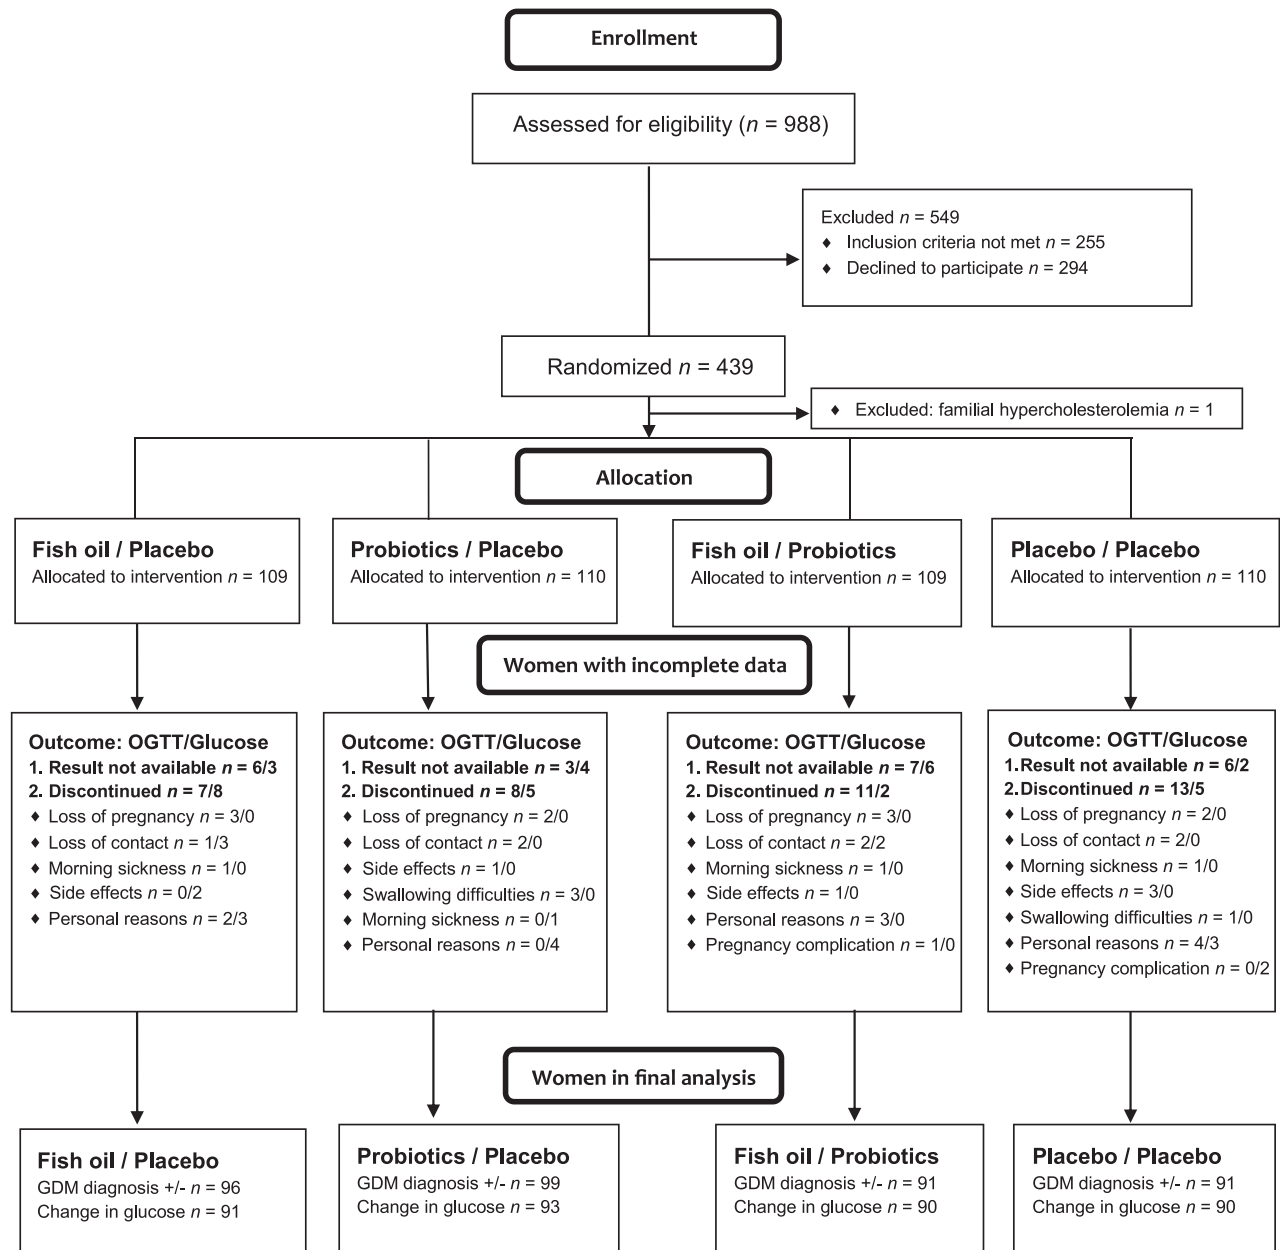 Enrollment
Assessed for eligibility (n = 988)
Excluded n = 549
♦ Inclusion criteria not met n = 255
♦ Declined to participate n = 294
Randomized n = 439
♦ Excluded: familial hypercholesterolemia n = 1
Allocation
Fish oil / Placebo
Allocated to intervention n = 109
Probiotics / Placebo
Allocated to intervention n = 110
Fish oil / Probiotics
Allocated to intervention n = 109
Placebo / Placebo
Allocated to intervention n = 110
Women with incomplete data
Outcome: OGTT/Glucose
1. Result not available n = 6/3
2. Discontinued n = 7/8
♦ Loss of pregnancy n = 3/0
♦ Loss of contact n = 1/3
♦ Morning sickness n = 1/0
♦ Side effects n = 0/2
♦ Personal reasons n = 2/3
Outcome: OGTT/Glucose
1. Result not available n = 3/4
2. Discontinued n = 8/5
♦ Loss of pregnancy n = 2/0
♦ Loss of contact n = 2/0
♦ Side effects n = 1/0
♦ Swallowing difficulties n = 3/0
♦ Morning sickness n = 0/1
♦ Personal reasons n = 0/4
Outcome: OGTT/Glucose
1. Result not available n = 7/6
2. Discontinued n = 11/2
♦ Loss of pregnancy n = 3/0
♦ Loss of contact n = 2/2
♦ Morning sickness n = 1/0
♦ Side effects n = 1/0
♦ Personal reasons n = 3/0
♦ Pregnancy complication n = 1/0
Outcome: OGTT/Glucose
1.Result not available n = 6/2
2.Discontinued n = 13/5
♦ Loss of pregnancy n = 2/0
♦ Loss of contact n = 2/0
♦ Morning sickness n = 1/0
♦ Side effects n = 3/0
♦ Swallowing difficulties n = 1/0
♦ Personal reasons n = 4/3
♦ Pregnancy complication n = 0/2
Women in final analysis
Fish oil / Placebo
GDM diagnosis +/- n = 96
Change in glucose n = 91
Probiotics / Placebo
GDM diagnosis +/- n = 99
Change in glucose n = 93
Fish oil / Probiotics
GDM diagnosis +/- n = 91
Change in glucose n = 90
Placebo / Placebo
GDM diagnosis +/- n = 91
Change in glucose n = 90